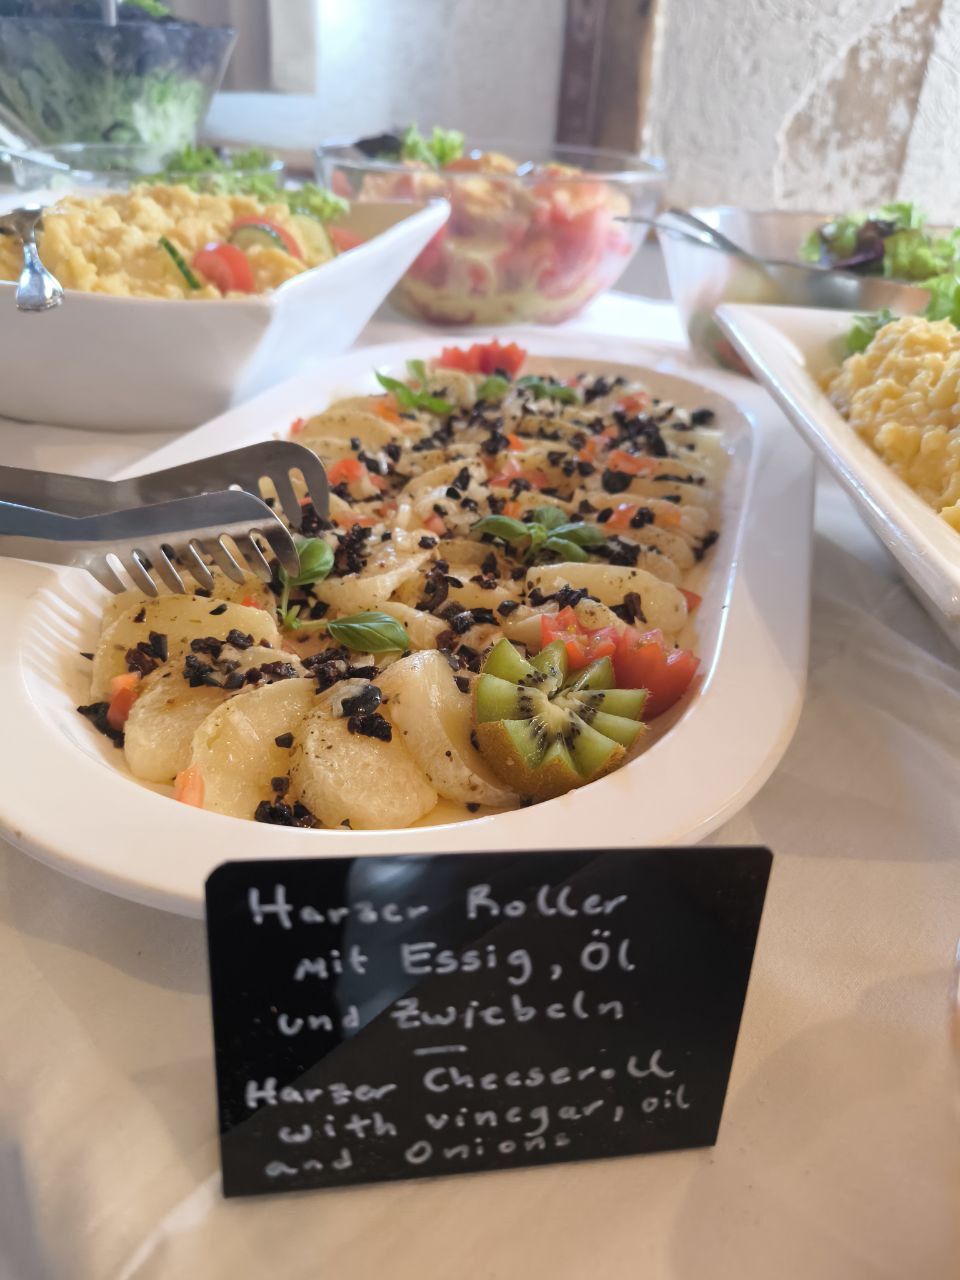 Harzer Roller
mit Essig, Öl
und Zwiebeln
—
Harzer Cheeseroll
with vinegar, oil
and Onions